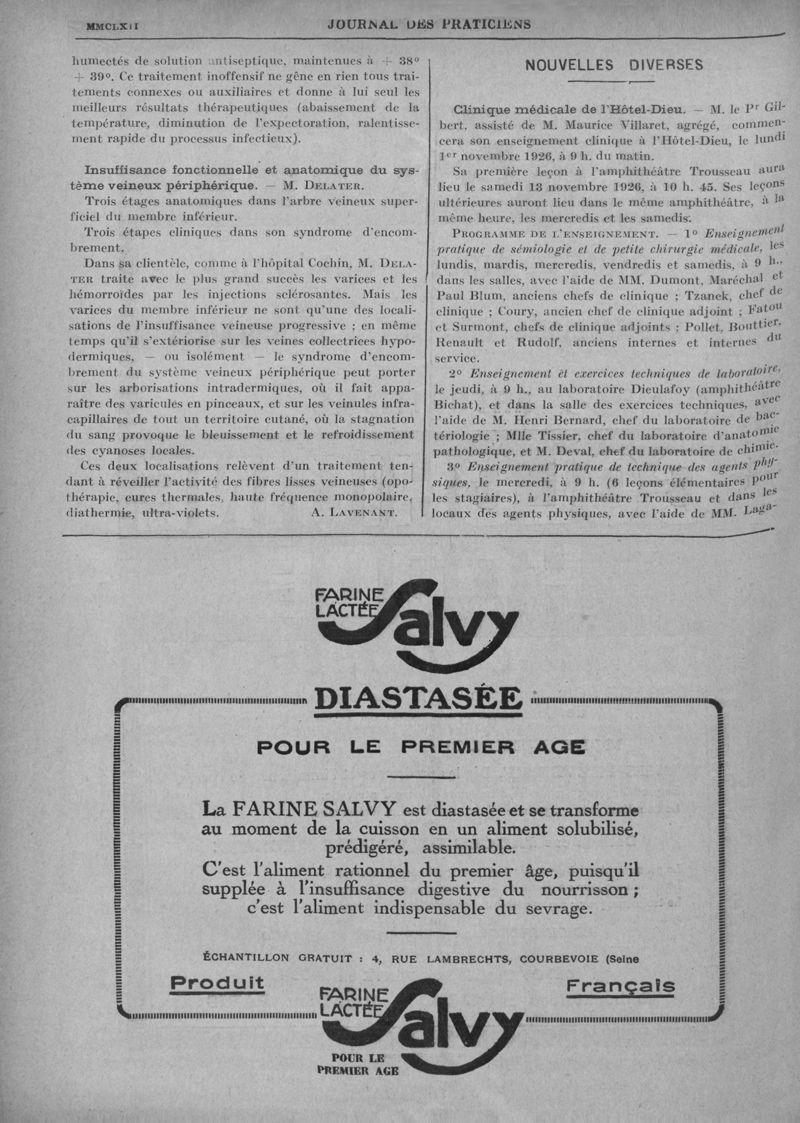 MMCLXII
JOURNAL DES PRATICIENS
humectés de solution antiseptique, maintenues à + 38º
+ 39º. Ce traitement inoffensif ne gêne en rien tous trai-
tements connexes ou auxiliaires et donne à lui seul les
meilleurs résultats thérapeutiques (abaissement de la
température, diminution de l'expectoration, ralentisse-
ment rapide du processus infectieux).
Insuffisance fonctionnelle et anatomique du sys-
tème veineux périphérique. — M. DELATER.
Trois étages anatomiques dans l'arbre veineux super-
ficiel du membre inférieur.
Trois étapes cliniques dans son syndrome d'encom-
brement.
Dans sa clientèle, comme à l'hôpital Cochin, M. DELA-
TER traite avec le plus grand succès les varices et les
hémorroïdes par les injections sclérosantes. Mais les
varices du membre inférieur ne sont qu'une des locali-
sations de l'insuffisance veineuse progressive ; en même
temps qu'il s'extériorise sur les veines collectrices hypo-
dermiques, — ou isolément — le syndrome d'encom-
brement du système veineux périphérique peut porter
sur les arborisations intradermiques, où il fait appa-
raître des varicules en pinceaux, et sur les veinules infra-
capillaires de tout un territoire cutané, où la stagnation
du sang provoque le bleuissement et le refroidissement
des cyanoses locales.
Ces deux localisations relèvent d'un traitement ten-
dant à réveiller l'activité des fibres lisses veineuses (opo-
thérapie, cures thermales, haute fréquence monopolaire,
diathermie, ultra-violets. A. LAVENANT.
NOUVELLES DIVERSES
Clinique médicale de l'Hôtel-Dieu. — M. le Pr Gil-
bert, assisté de M. Maurice Villaret, agrégé, commen-
cera son enseignement clinique à l'Hôtel-Dieu, le lundi
1er novembre 1926, à 9 h. du matin.
Sa première leçon à l'amphithéâtre Trousseau aura
lieu le samedi 13 novembre 1926, à 10 h. 45. Ses leçons
ultérieures auront lieu dans le même amphithéâtre, à la
même heure, les mercredis et les samedis.
PROGRAMME DE L'ENSEIGNEMENT. — 1º Enseignement
pratique de sémiologie et de petite chirurgie médicale, les
lundis, mardis, mercredis, vendredis et samedis, à 9 h.,
dans les salles, avec l'aide de MM. Dumont, Maréchal et
Paul Blum, anciens chefs de clinique ; Tzanek, chef de
clinique ; Coury, ancien chef de clinique adjoint ; Fatou
et Surmont, chefs de clinique adjoints ; Pollet, Bouttier,
Renault et Rudolf, anciens internes et internes du
service.
2º Enseignement et exercices techniques de laboratoire,
le jeudi, à 9 h., au laboratoire Dieulafoy (amphithéâtre
Bichat), et dans la salle des exercices techniques, avec
l'aide de M. Henri Bernard, chef du laboratoire de bac-
tériologie ; Mlle Tissier, chef du laboratoire d'anatomie
pathologique, et M. Deval, chef du laboratoire de chimie.
3º Enseignement pratique de technique des agents phy-
siques, le mercredi, à 9 h. (6 leçons élémentaires pour
les stagiaires), à l'amphithéâtre Trousseau et dans les
locaux des agents physiques, avec l'aide de MM. Laga-
FARINE
LACTÉE
Salvy
DIASTASÉE
POUR LE PREMIER AGE
La FARINE SALVY est diastasée et se transforme
au moment de la cuisson en un aliment solubilisé,
prédigéré, assimilable.
C'est l'aliment rationnel du premier âge, puisqu'il
supplée à l'insuffisance digestive du nourrisson ;
c'est l'aliment indispensable du sevrage.
ÉCHANTILLON GRATUIT : 4, RUE LAMBRECHTS, COURBEVOIE (Seine
Produit
Français
FARINE
LACTÉE
Salvy
POUR LE
PREMIER AGE